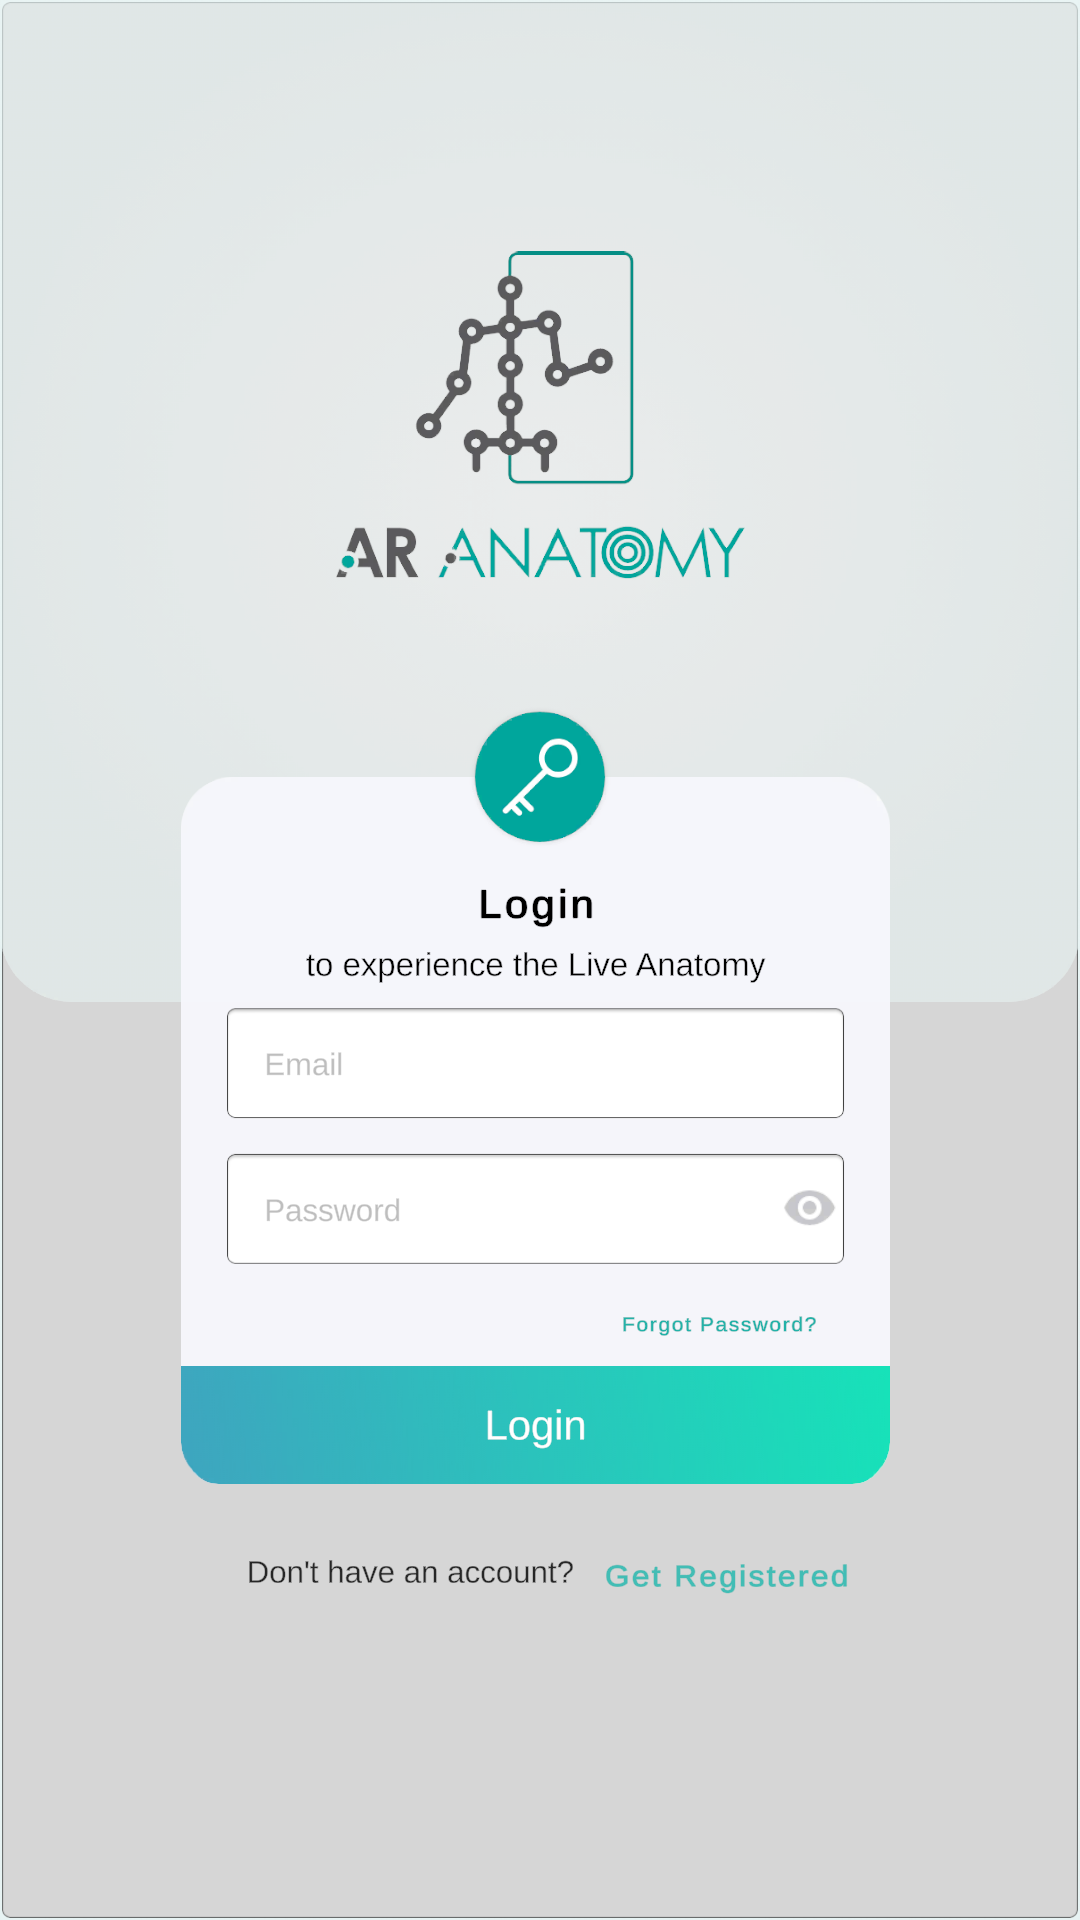 AR ANATOMY
Login
to experience the Live Anatomy
Email
Password
Forgot Password?
Login
Don't have an account? Get Registered